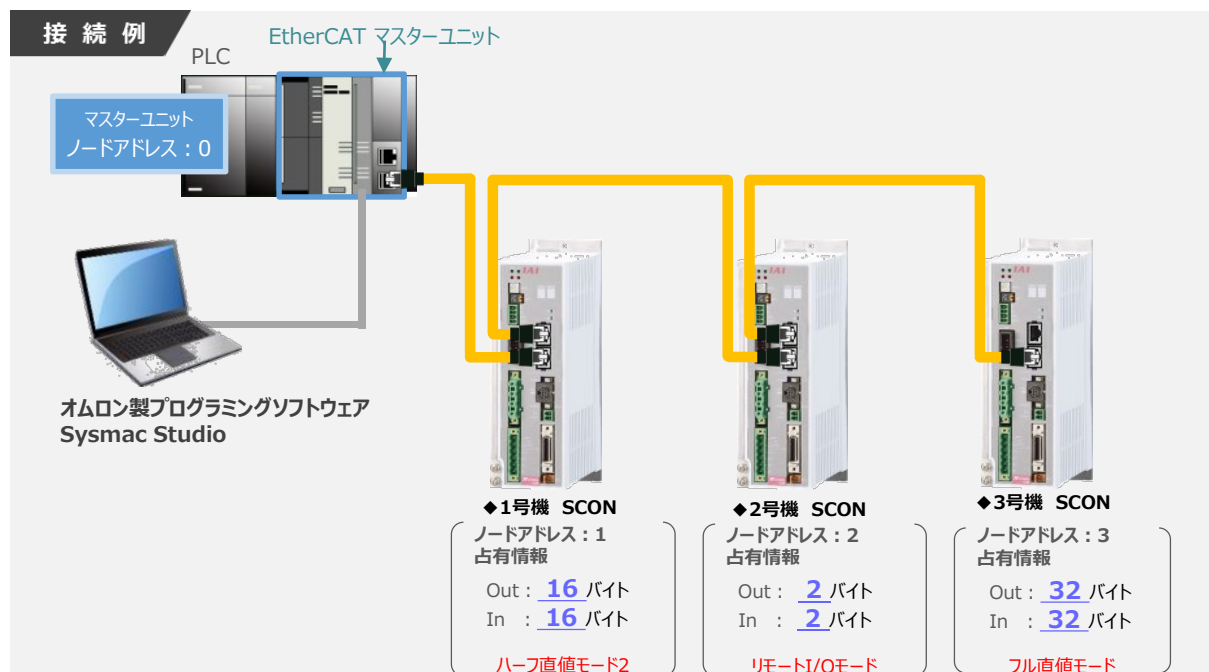 接続例
EtherCAT マスターユニット
PLC
マスターユニット
ノードアドレス：0
オムロン製プログラミングソフトウェア
Sysmac Studio
IAI
IAI
IAI
◆1号機 SCON
ノードアドレス：1
占有情報
Out： 16 バイト
In ： 16 バイト
ハーフ直値モード2
◆2号機 SCON
ノードアドレス：2
占有情報
Out： 2 バイト
In ： 2 バイト
リモートI/Oモード
◆3号機 SCON
ノードアドレス：3
占有情報
Out： 32 バイト
In ： 32 バイト
フル直値モード